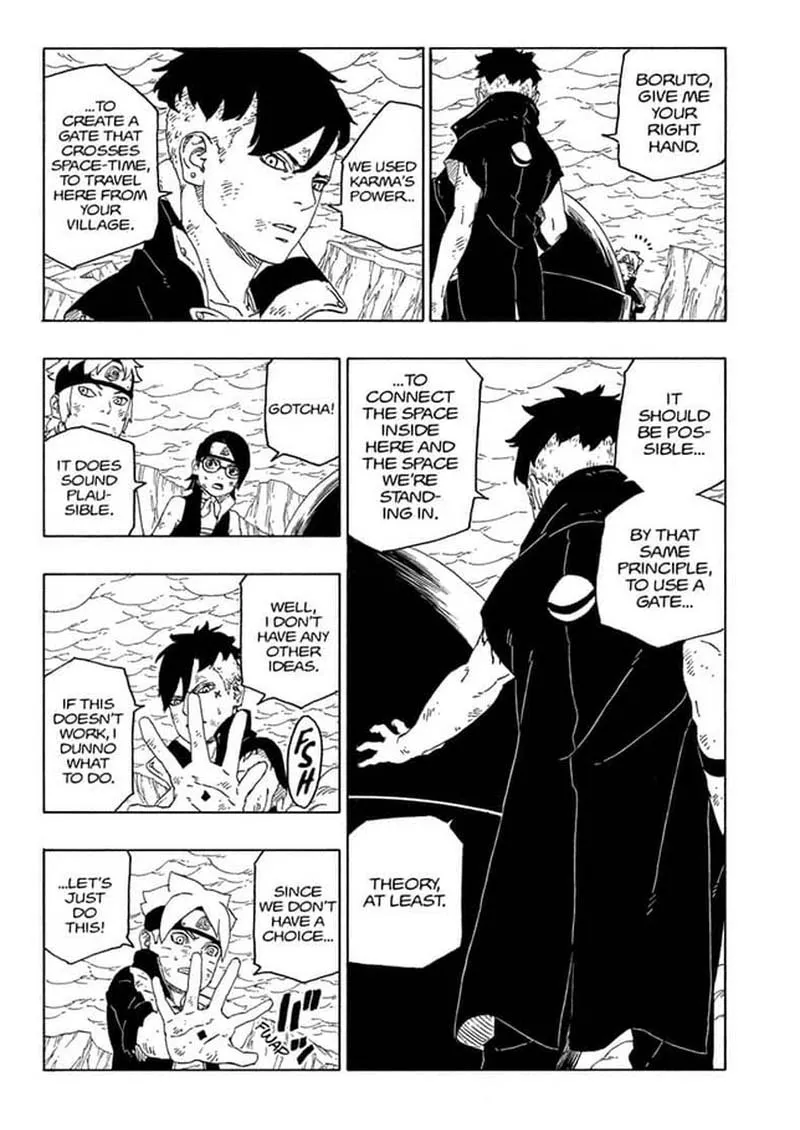 BORUTO,
GIVE ME
YOUR
RIGHT
HAND.
WE USED
KARMA'S
POWER...
...TO
CREATE A
GATE THAT
CROSSES
SPACE-TIME,
TO TRAVEL
HERE FROM
YOUR
VILLAGE.
IT
SHOULD
BE POS-
SIBLE...
BY THAT
SAME
PRINCIPLE,
TO USE A
GATE...
...TO
CONNECT
THE SPACE
INSIDE
HERE AND
THE SPACE
WE'RE
STAND-
ING IN.
THEORY,
AT LEAST.
GOTCHA!
IT DOES
SOUND
PLAU-
SIBLE.
WELL,
I DON'T
HAVE ANY
OTHER
IDEAS.
IF THIS
DOESN'T
WORK, I
DUNNO
WHAT
TO DO.
FSH
SINCE
WE DON'T
HAVE A
CHOICE...
...LET'S
JUST
DO
THIS!
FWAP